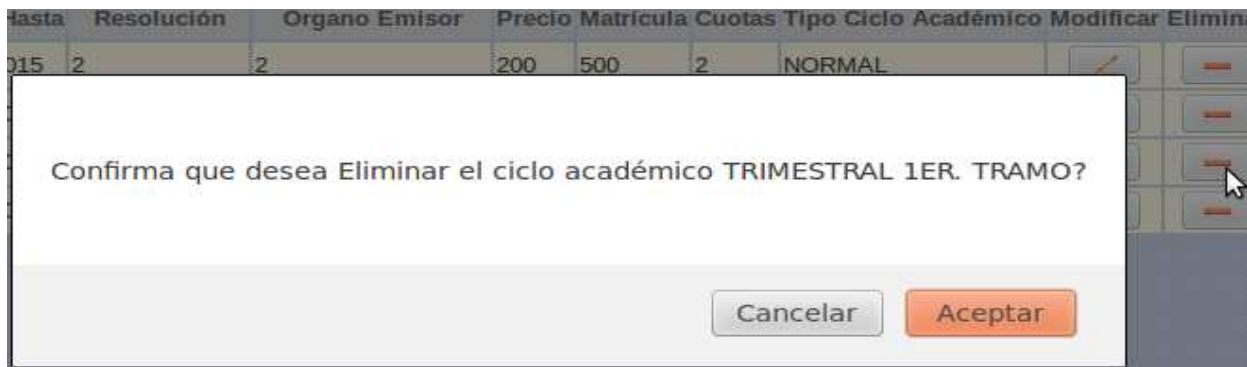 Hasta Resolución Organo Emisor Precio Matrícula Cuotas Tipo Ciclo Académico Modificar
015 2 2 200 500 2 NORMAL
Confirma que desea Eliminar el ciclo académico TRIMESTRAL 1ER. TRAMO?
Cancelar Aceptar